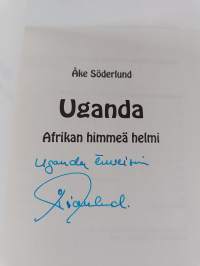 Åke Söderlund
Uganda
Afrikan himmeä helmi
Uganda